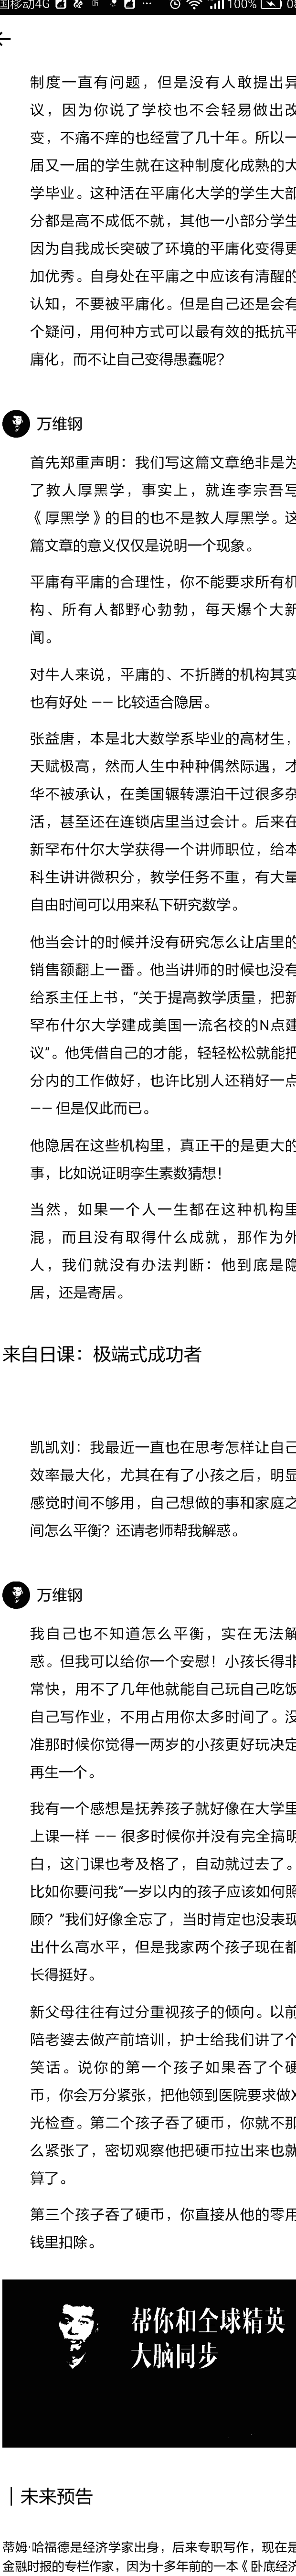 国移动4G 100% 08
制度一直有问题，但是没有人敢提出异
议，因为你说了学校也不会轻易做出改
变，不痛不痒的也经营了几十年。所以一
届又一届的学生就在这种制度化成熟的大
学毕业。这种活在平庸化大学的学生大部
分都是高不成低不就，其他一小部分学生
因为自我成长突破了环境的平庸化变得更
加优秀。自身处在平庸之中应该有清醒的
认知，不要被平庸化。但是自己还是会有
个疑问，用何种方式可以最有效的抵抗平
庸化，而不让自己变得愚蠢呢？
万维钢
首先郑重声明：我们写这篇文章绝非是为
了教人厚黑学，事实上，就连李宗吾写
《厚黑学》的目的也不是教人厚黑学。这
篇文章的意义仅仅是说明一个现象。
平庸有平庸的合理性，你不能要求所有机
构、所有人都野心勃勃，每天爆个大新
闻。
对牛人来说，平庸的、不折腾的机构其实
也有好处 —— 比较适合隐居。
张益唐，本是北大数学系毕业的高材生，
天赋极高，然而人生中种种偶然际遇，才
华不被承认，在美国辗转漂泊干过很多杂
活，甚至还在连锁店里当过会计。后来在
新罕布什尔大学获得一个讲师职位，给本
科生讲讲微积分，教学任务不重，有大量
自由时间可以用来私下研究数学。
他当会计的时候并没有研究怎么让店里的
销售额翻上一番。他当讲师的时候也没有
给系主任上书，“关于提高教学质量，把新
罕布什尔大学建成美国一流名校的N点建
议”。他凭借自己的才能，轻轻松松就能把
分内的工作做好，也许比别人还稍好一点
—— 但是仅此而已。
他隐居在这些机构里，真正干的是更大的
事，比如说证明孪生素数猜想！
当然，如果一个人一生都在这种机构里
混，而且没有取得什么成就，那作为外
人，我们就没有办法判断：他到底是隐
居，还是寄居。
来自日课：极端式成功者
凯凯刘：我最近一直也在思考怎样让自己
效率最大化，尤其在有了小孩之后，明显
感觉时间不够用，自己想做的事和家庭之
间怎么平衡？还请老师帮我解惑。
万维钢
我自己也不知道怎么平衡，实在无法解
惑。但我可以给你一个安慰！小孩长得非
常快，用不了几年他就能自己玩自己吃饭
自己写作业，不用占用你太多时间了。没
准那时候你觉得一两岁的小孩更好玩决定
再生一个。
我有一个感想是抚养孩子就好像在大学里
上课一样 —— 很多时候你并没有完全搞明
白，这门课也考及格了，自动就过去了。
比如你要问我“一岁以内的孩子应该如何照
顾？”我们好像全忘了，当时肯定也没表现
出什么高水平，但是我家两个孩子现在都
长得挺好。
新父母往往有过分重视孩子的倾向。以前
陪老婆去做产前培训，护士给我们讲了个
笑话。说你的第一个孩子如果吞了个硬
币，你会万分紧张，把他领到医院要求做X
光检查。第二个孩子吞了硬币，你就不那
么紧张了，密切观察他把硬币拉出来也就
算了。
第三个孩子吞了硬币，你直接从他的零用
钱里扣除。
帮你和全球精英
大脑同步
未来预告
蒂姆·哈福德是经济学家出身，后来专职写作，现在是
金融时报的专栏作家，因为十多年前的一本《卧底经济